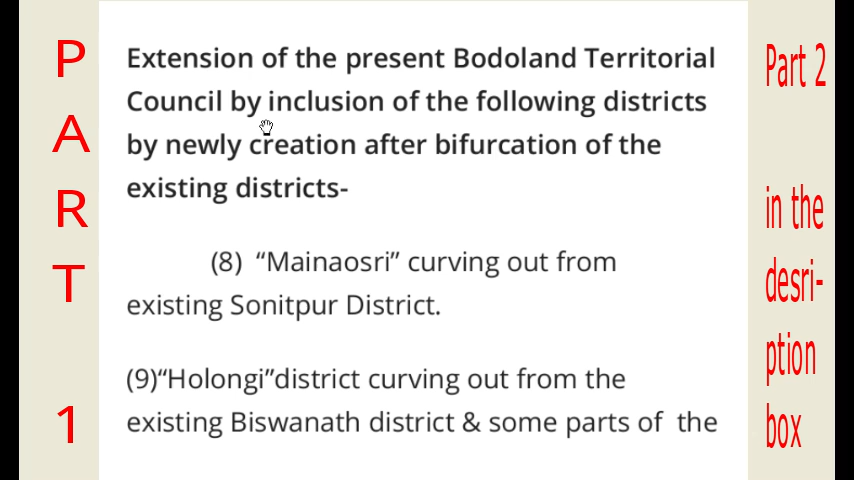 P
A
R
T
1
Extension of the present Bodoland Territorial
Council by inclusion of the following districts
by newly creation after bifurcation of the
existing districts-
(8) “Mainaosri” curving out from
existing Sonitpur District.
(9)“Holongi”district curving out from the
existing Biswanath district & some parts of the
Part 2
in the
desri-
ption
box